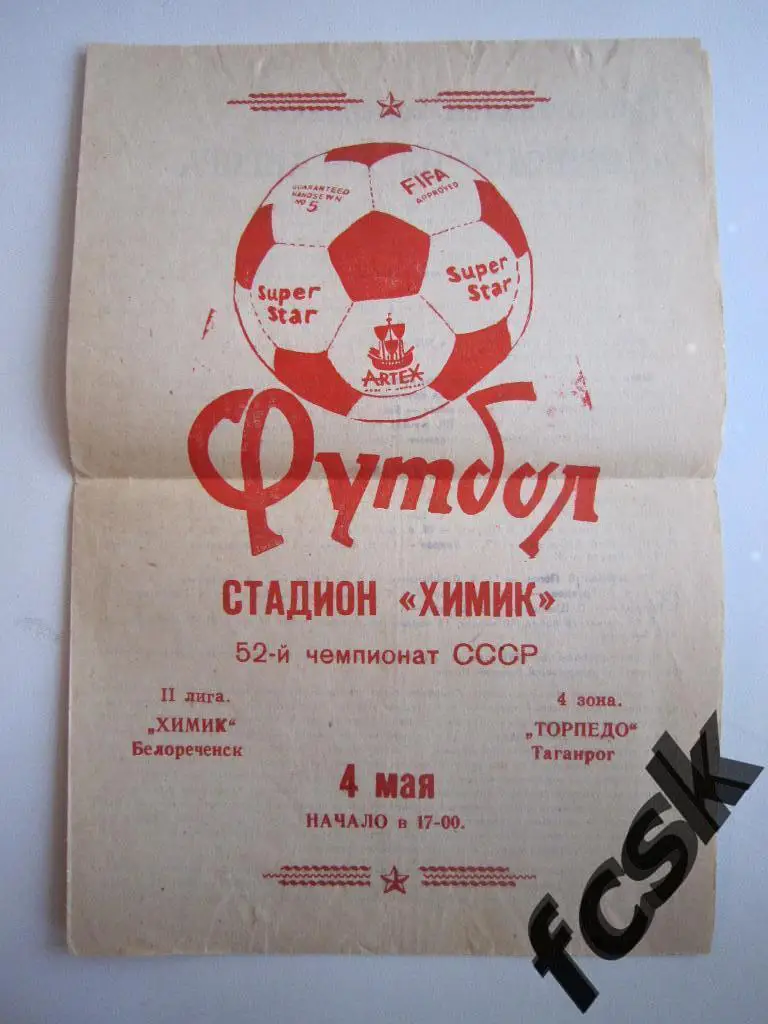 GUARANTEED
HANDSEWN
NO 5
FIFA
APPROVED
Super
Star
Super
Star
ARTEX
Футбол
СТАДИОН «ХИМИК»
52-й чемпионат СССР
II лига.
„ХИМИК“
Белореченск
4 зона.
„ТОРПЕДО“
Таганрог
4 мая
НАЧАЛО в 17-00.
fcsk